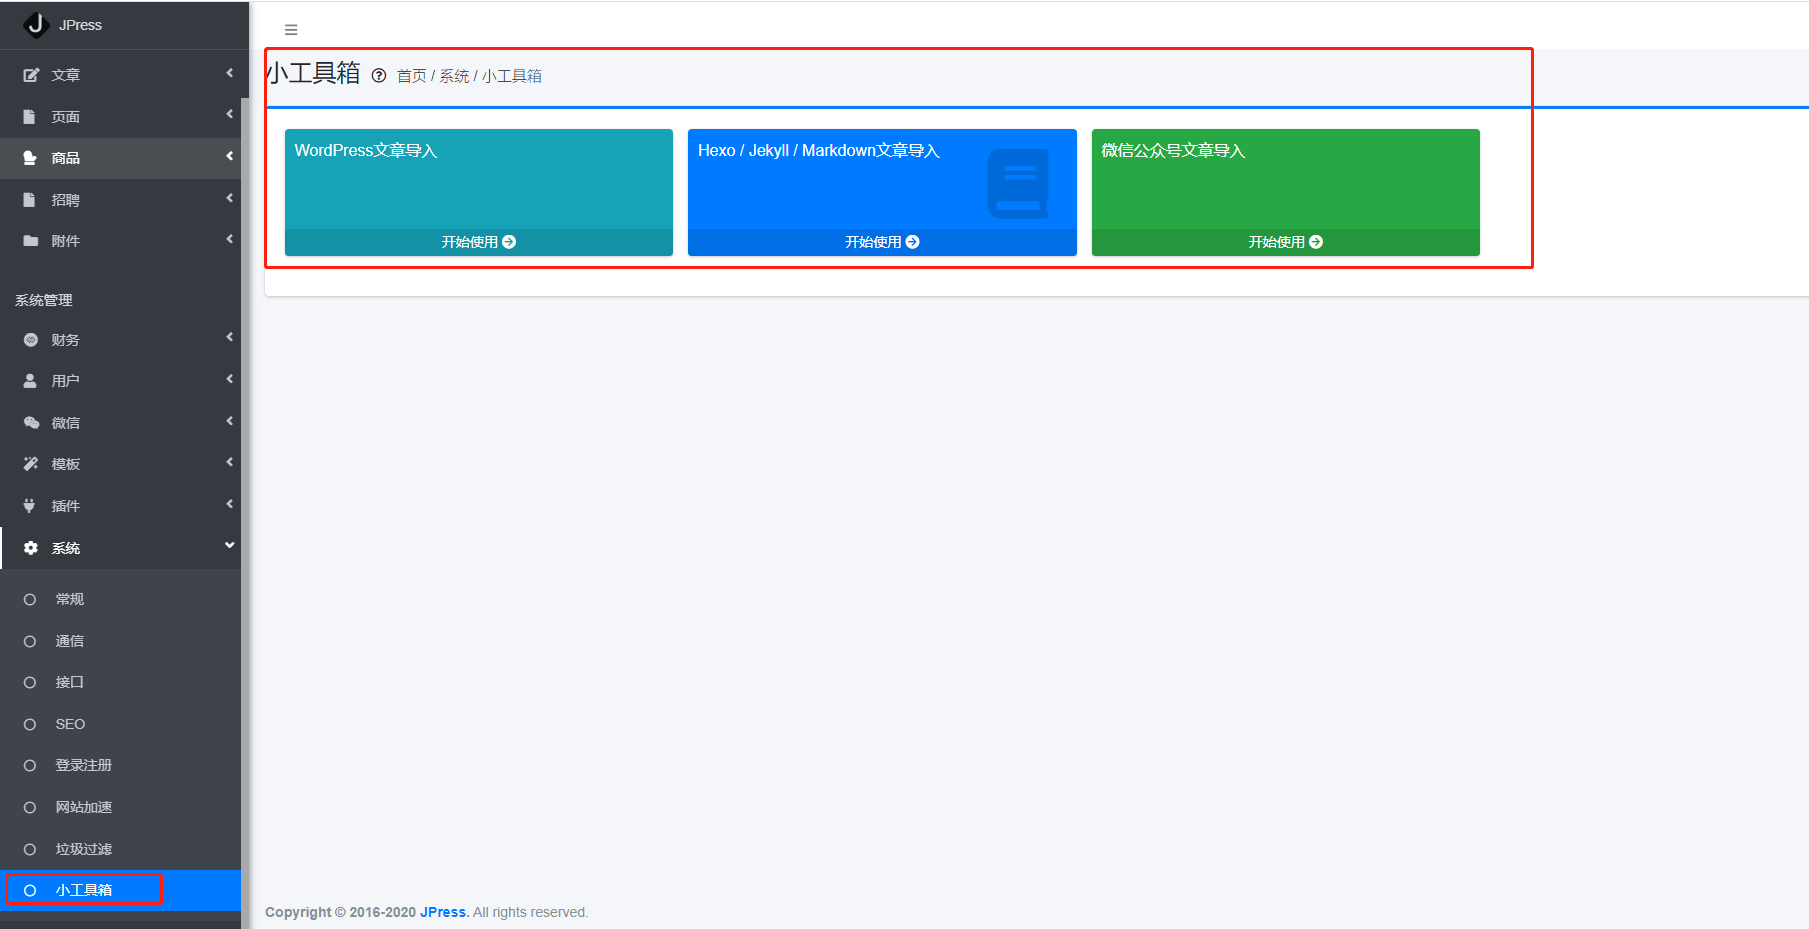 JPress
文章
页面
商品
招聘
附件
系统管理
财务
用户
微信
模板
插件
系统
常规
通信
接口
SEO
登录注册
网站加速
垃圾过滤
小工具箱
小工具箱 首页 / 系统 / 小工具箱
WordPress文章导入
开始使用
Hexo / Jekyll / Markdown文章导入
开始使用
微信公众号文章导入
开始使用
Copyright © 2016-2020 JPress. All rights reserved.